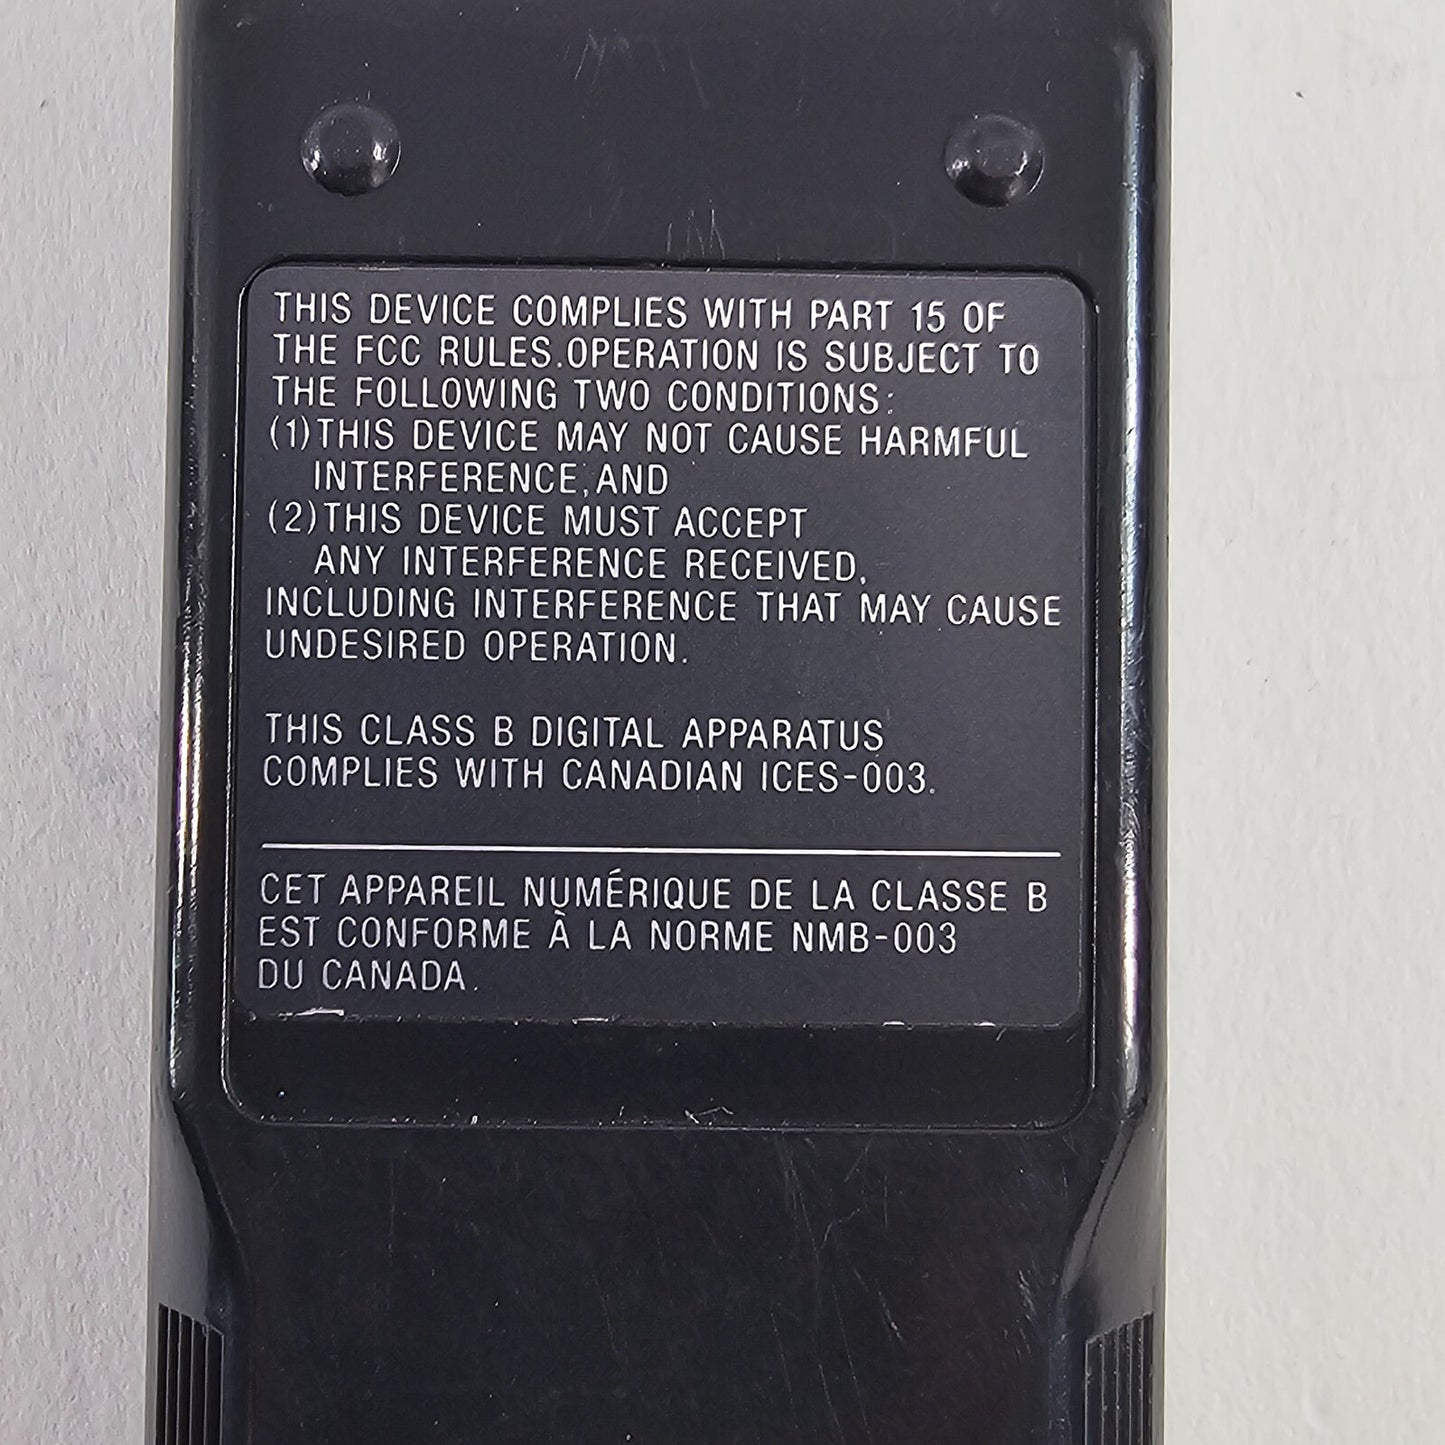 THIS DEVICE COMPLIES WITH PART 15 OF
THE FCC RULES.OPERATION IS SUBJECT TO
THE FOLLOWING TWO CONDITIONS:
(1)THIS DEVICE MAY NOT CAUSE HARMFUL
INTERFERENCE,AND
(2)THIS DEVICE MUST ACCEPT
ANY INTERFERENCE RECEIVED,
INCLUDING INTERFERENCE THAT MAY CAUSE
UNDESIRED OPERATION.
THIS CLASS B DIGITAL APPARATUS
COMPLIES WITH CANADIAN ICES-003.
CET APPAREIL NUMÉRIQUE DE LA CLASSE B
EST CONFORME À LA NORME NMB-003
DU CANADA.